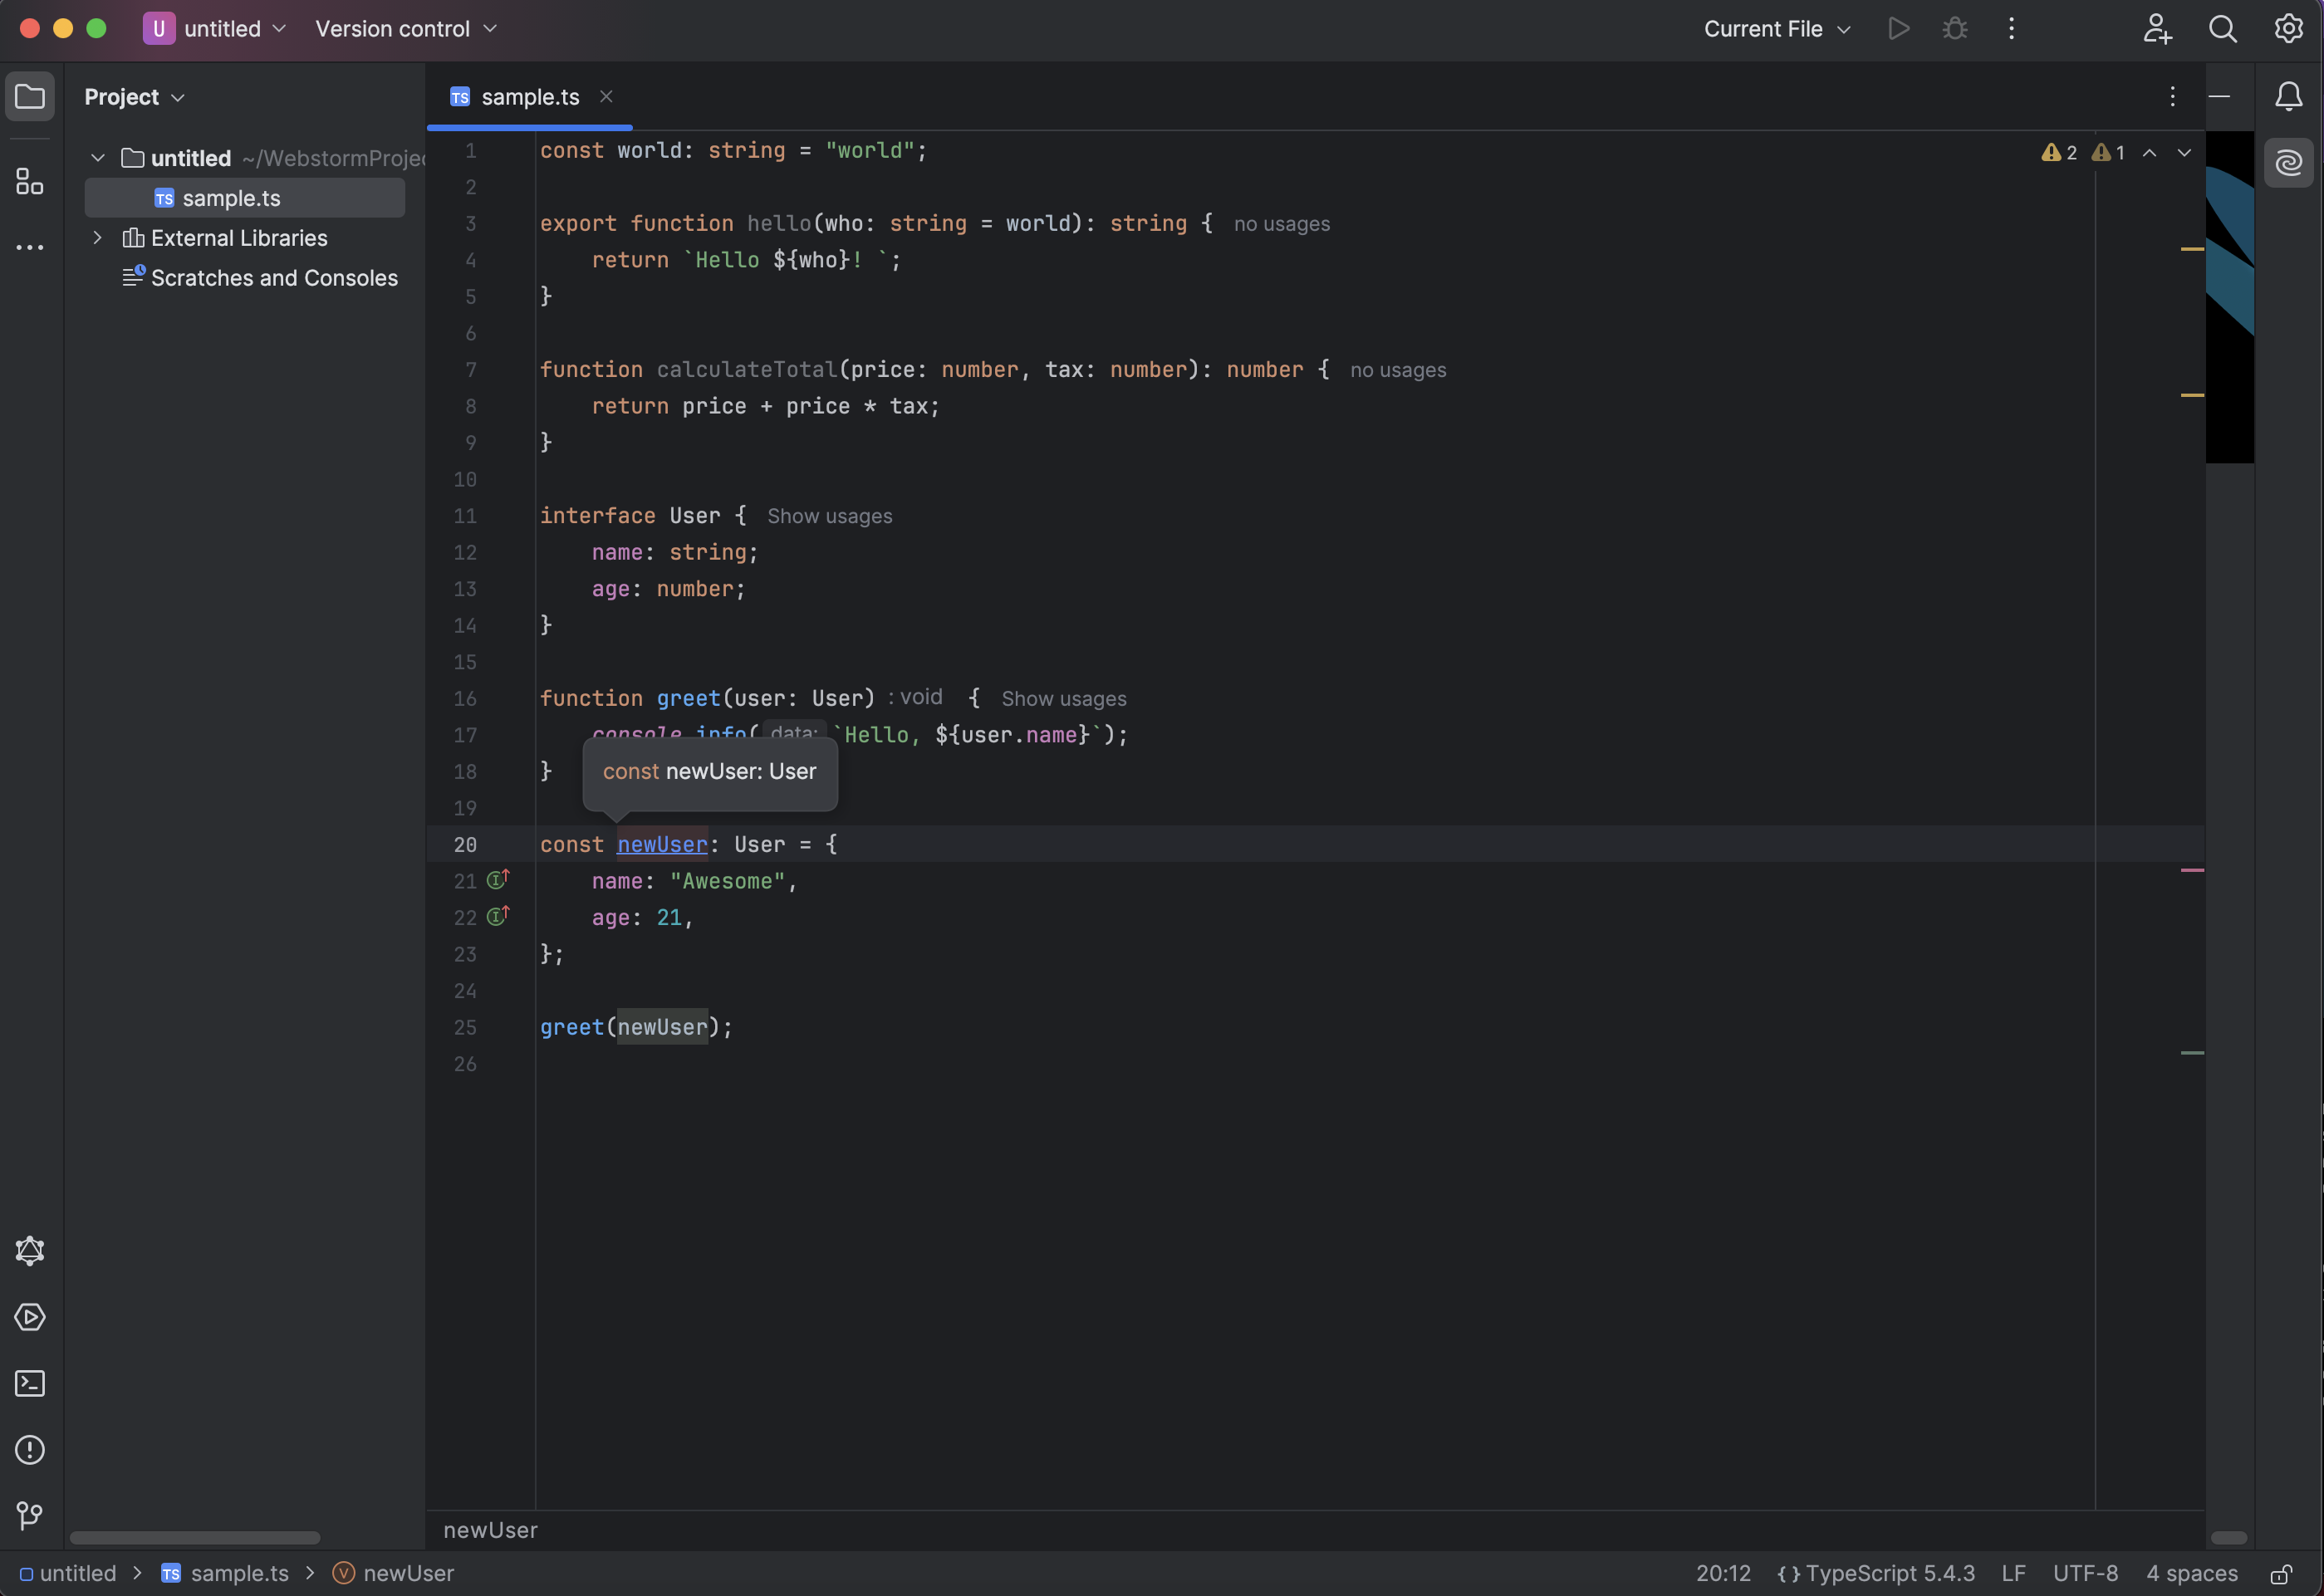 U untitled Version control Current File
Project
TS sample.ts
untitled ~/WebstormProjec
TS sample.ts
External Libraries
Scratches and Consoles
2 1
1 const world: string = "world";
2
3 export function hello(who: string = world): string { no usages
4 return `Hello ${who}! `;
5 }
6
7 function calculateTotal(price: number, tax: number): number { no usages
8 return price + price * tax;
9 }
10
11 interface User { Show usages
12 name: string;
13 age: number;
14 }
15
16 function greet(user: User) : void { Show usages
17 console.info( data: `Hello, ${user.name}`);
18 }
const newUser: User
19
20 const newUser: User = {
21 name: "Awesome",
22 age: 21,
23 };
24
25 greet(newUser);
26
newUser
untitled > TS sample.ts > V newUser 20:12 {} TypeScript 5.4.3 LF UTF-8 4 spaces